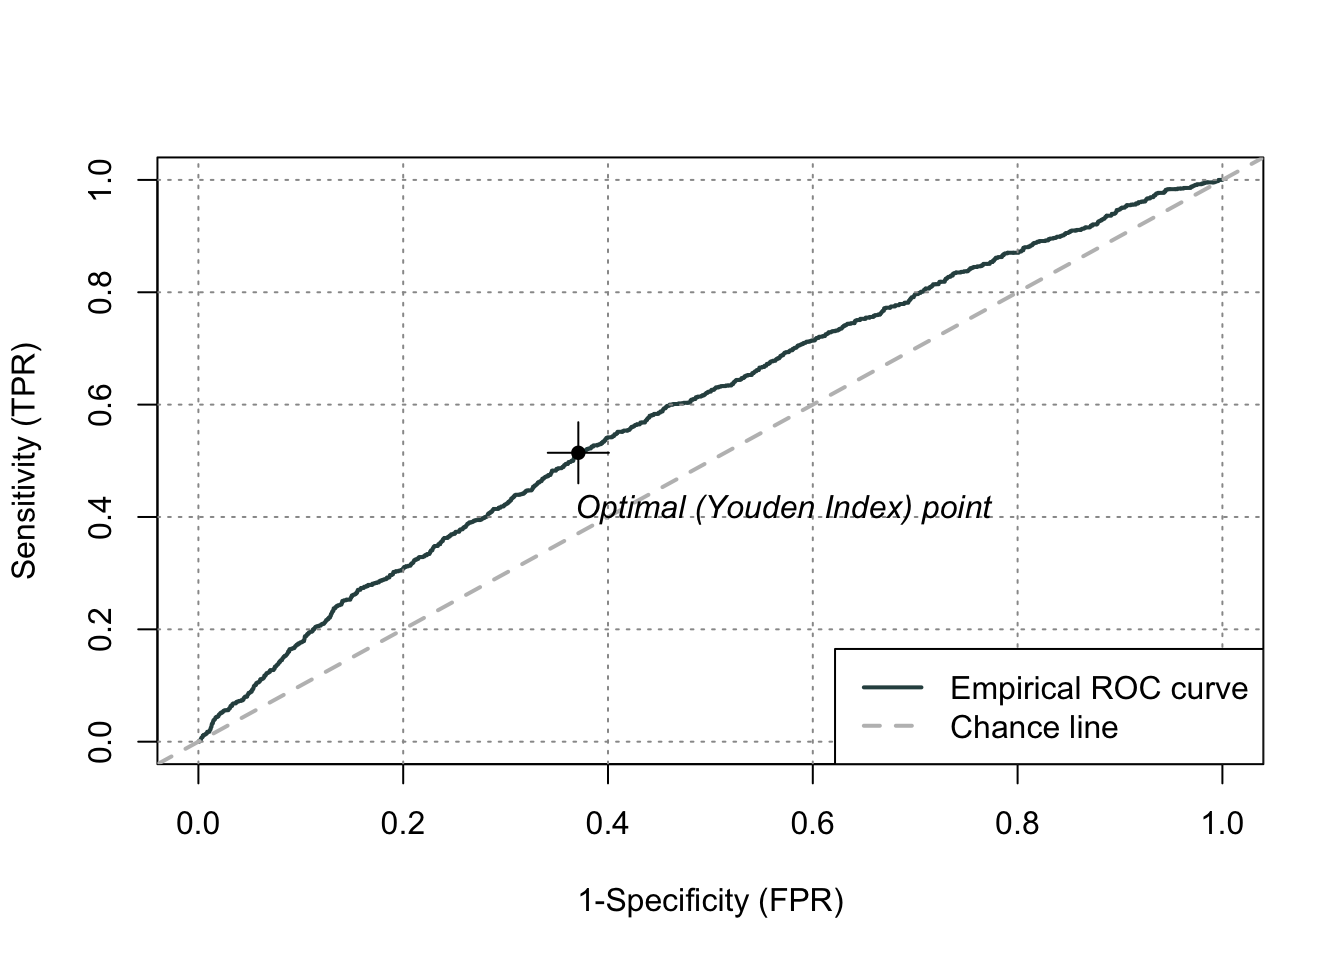 1.0
0.8
0.6
0.4
0.2
0.0
Sensitivity (TPR)
Optimal (Youden Index) point
Empirical ROC curve
Chance line
0.0 0.2 0.4 0.6 0.8 1.0
1-Specificity (FPR)